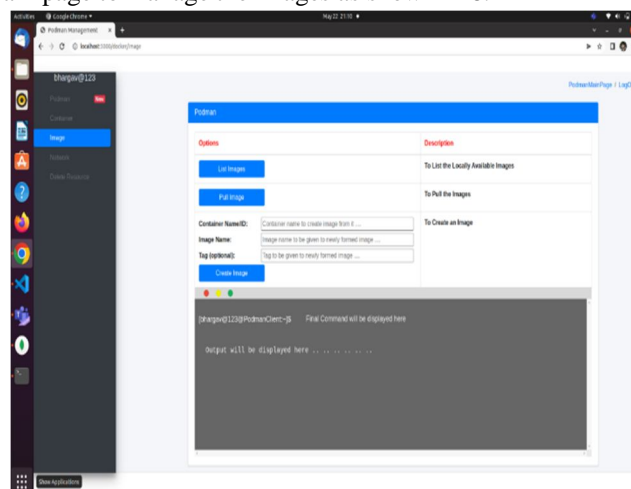 Activities Google Chrome May 22 21:10
Podman Management
localhost:3000/docker/image
bhargav@123
PodmanMainPage /
Podman New
Container
Image
Network
Delete Resource
Podman
Options Description
List Images To List the Locally Available Images
Pull Image To Pull the Images
Container Name/ID: Container name to create image from it .... To Create an Image
Image Name: Image name to be given to newly formed image ....
Tag (optional): Tag to be given to newly formed image ....
Create Image
[bhargav@123@PodmanClient:~]$ Final Command will be displayed here
Output will be displayed here .. .. .. .. .. ..
Show Applications